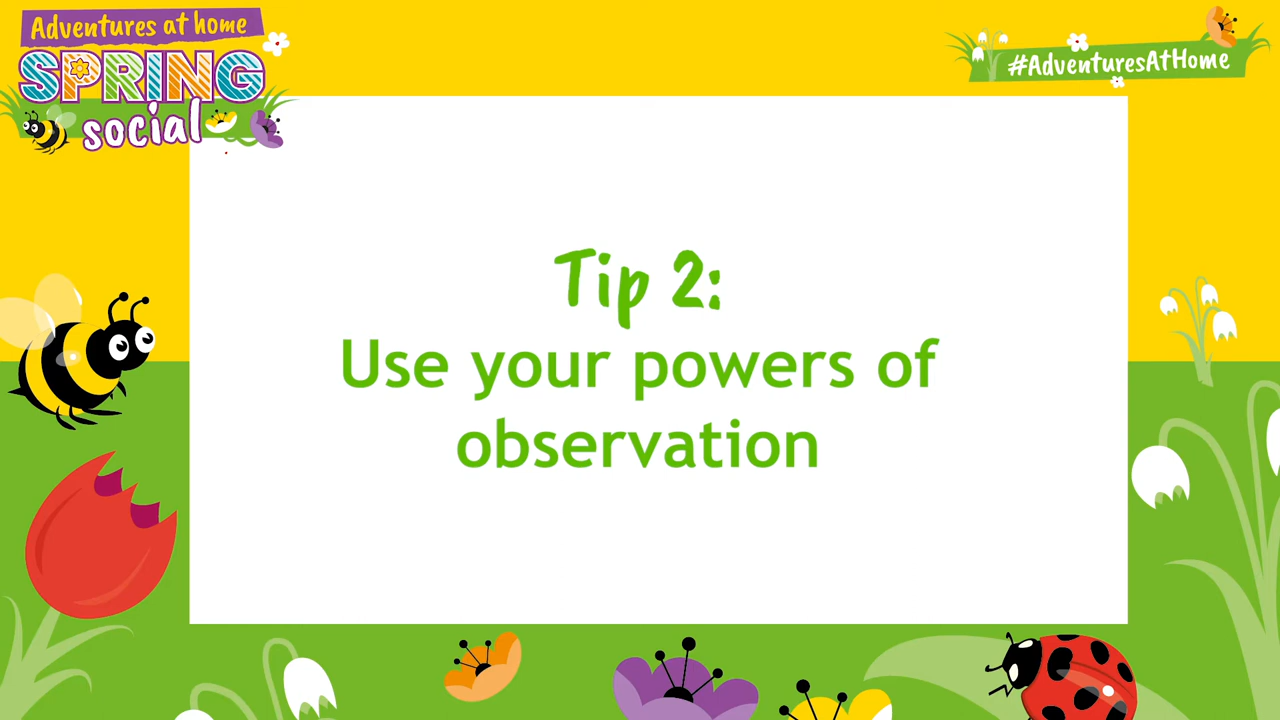 Adventures at home
SPRING
social
#AdventuresAtHome
Tip 2:
Use your powers of
observation